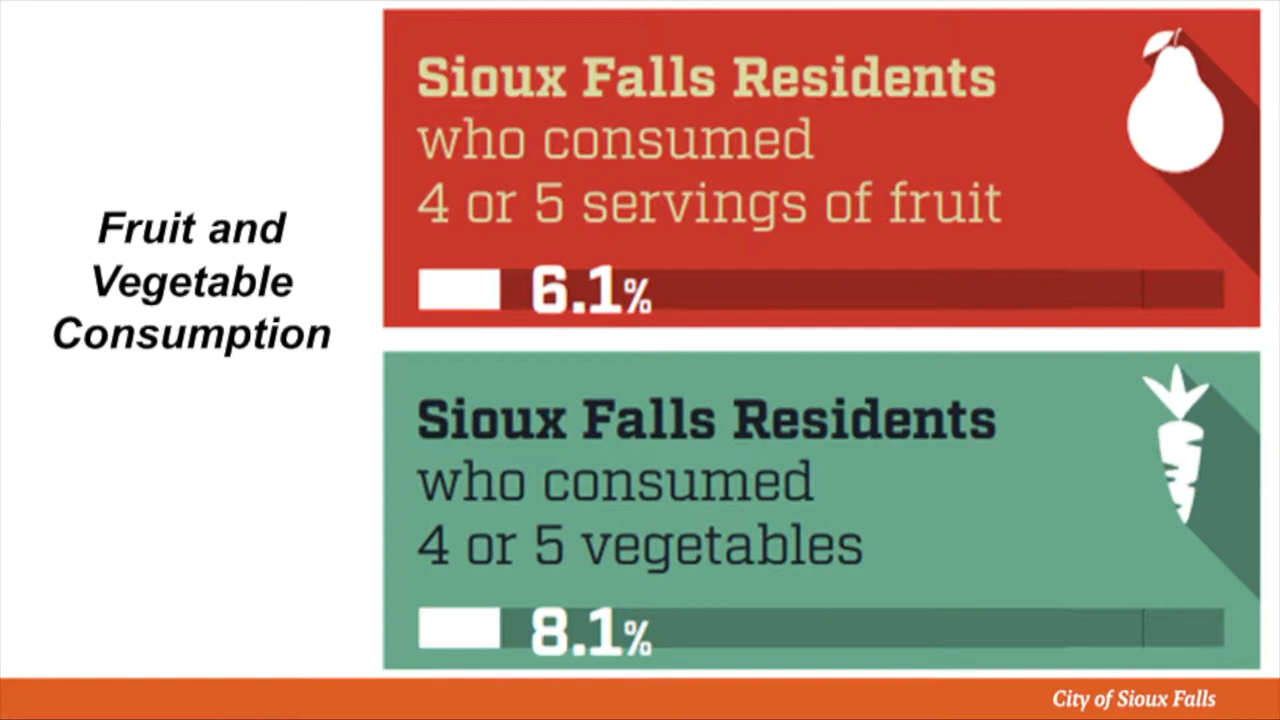 Fruit and
Vegetable
Consumption
Sioux Falls Residents
who consumed
4 or 5 servings of fruit
6.1%
Sioux Falls Residents
who consumed
4 or 5 vegetables
8.1%
City of Sioux Falls